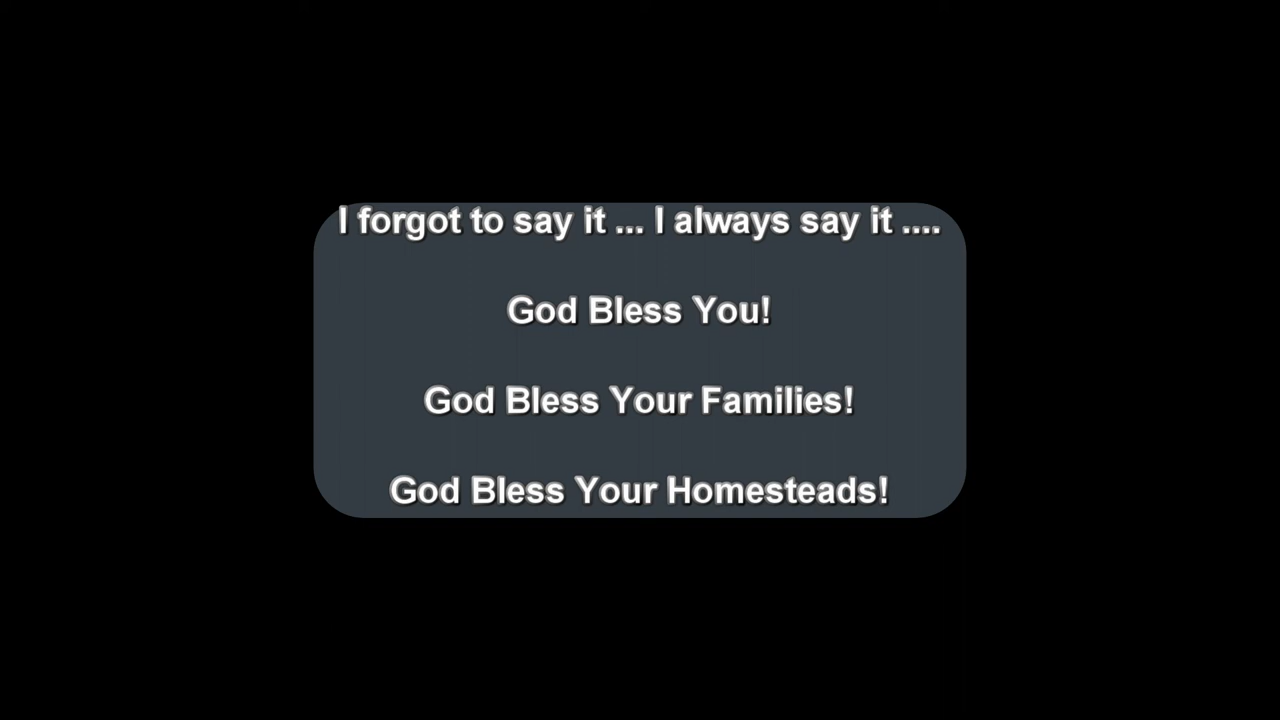 I forgot to say it ... I always say it ....
God Bless You!
God Bless Your Families!
God Bless Your Homesteads!